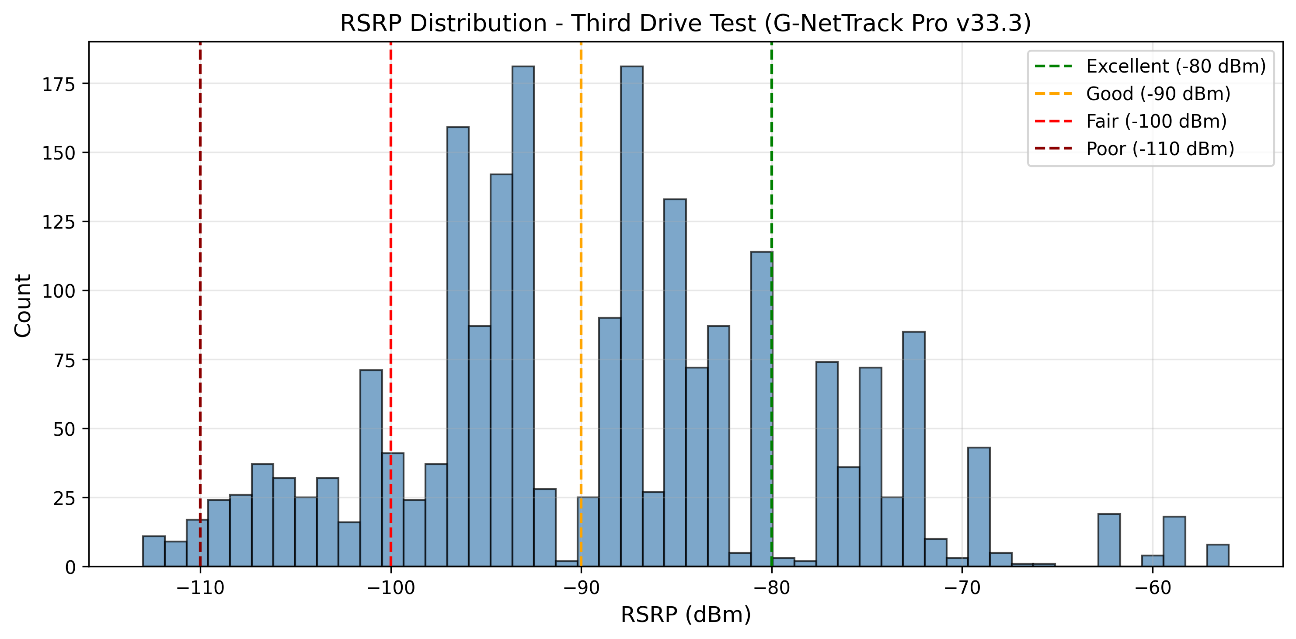 RSRP Distribution - Third Drive Test (G-NetTrack Pro v33.3)
Excellent (-80 dBm)
Good (-90 dBm)
Fair (-100 dBm)
Poor (-110 dBm)
Count
175
150
125
100
75
50
25
0
−110 −100 −90 −80 −70 −60
RSRP (dBm)